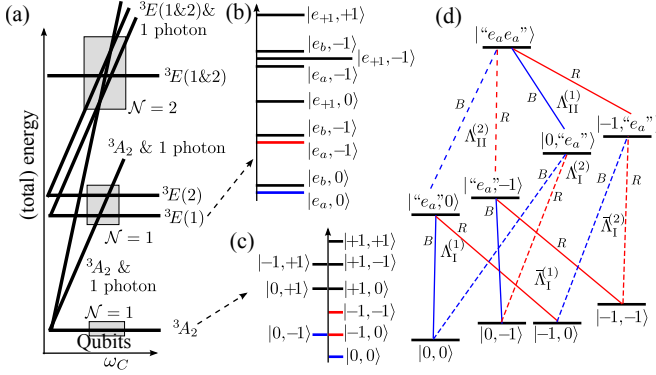 (a)
³E(1&2)&
1 photon
³E(1&2)
𝒩 = 2
³A₂ & 1 photon
³E(2)
³E(1)
𝒩 = 1
³A₂ &
1 photon
𝒩 = 1
³A₂
Qubits
ω_C
(total) energy
(b)
|e₊₁,+1⟩
|e_b,−1⟩
|e₊₁,−1⟩
|e_a,−1⟩
|e₊₁,0⟩
|e_b,−1⟩
|e_a,−1⟩
|e_b,0⟩
|e_a,0⟩
(c)
|+1,+1⟩
|−1,+1⟩ |+1,−1⟩
|0,+1⟩ |+1,0⟩
|−1,−1⟩
|0,−1⟩ |−1,0⟩
|0,0⟩
(d)
|“e_a e_a”⟩
B R B R
Λ_II^(2) Λ_II^(1)
|0,“e_a”⟩ |−1,“e_a”⟩
|“e_a”,0⟩ |“e_a”,−1⟩
B R B R B R B R
Λ_I^(1) Λ̄_I^(1) Λ_I^(2) Λ̄_I^(2)
|0,0⟩ |0,−1⟩ |−1,0⟩ |−1,−1⟩